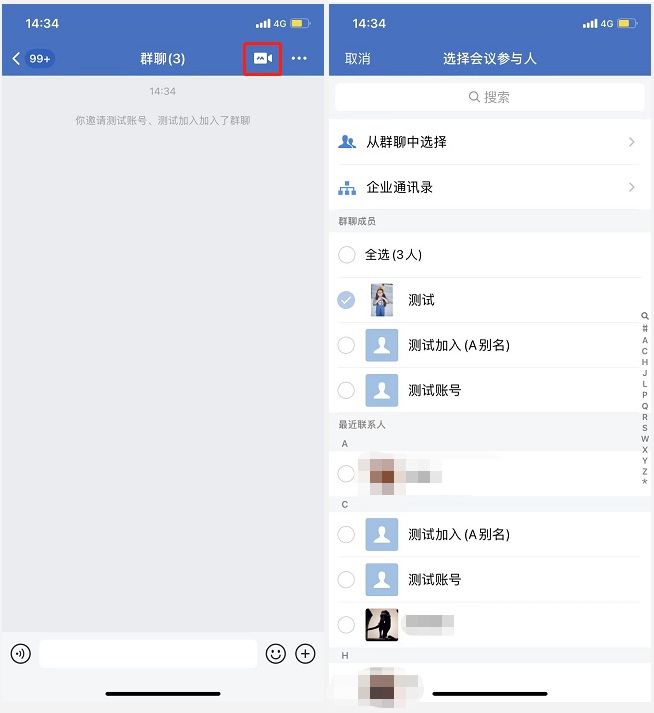 14:34
4G
99+
群聊(3)
14:34
你邀请测试账号、测试加入加入了群聊
14:34
4G
取消
选择会议参与人
搜索
从群聊中选择
企业通讯录
群聊成员
全选(3人)
测试
测试加入(A别名)
测试账号
最近联系人
A
C
测试加入(A别名)
测试账号
H
#
A
C
H
J
L
P
Q
R
S
W
X
Y
Z
*